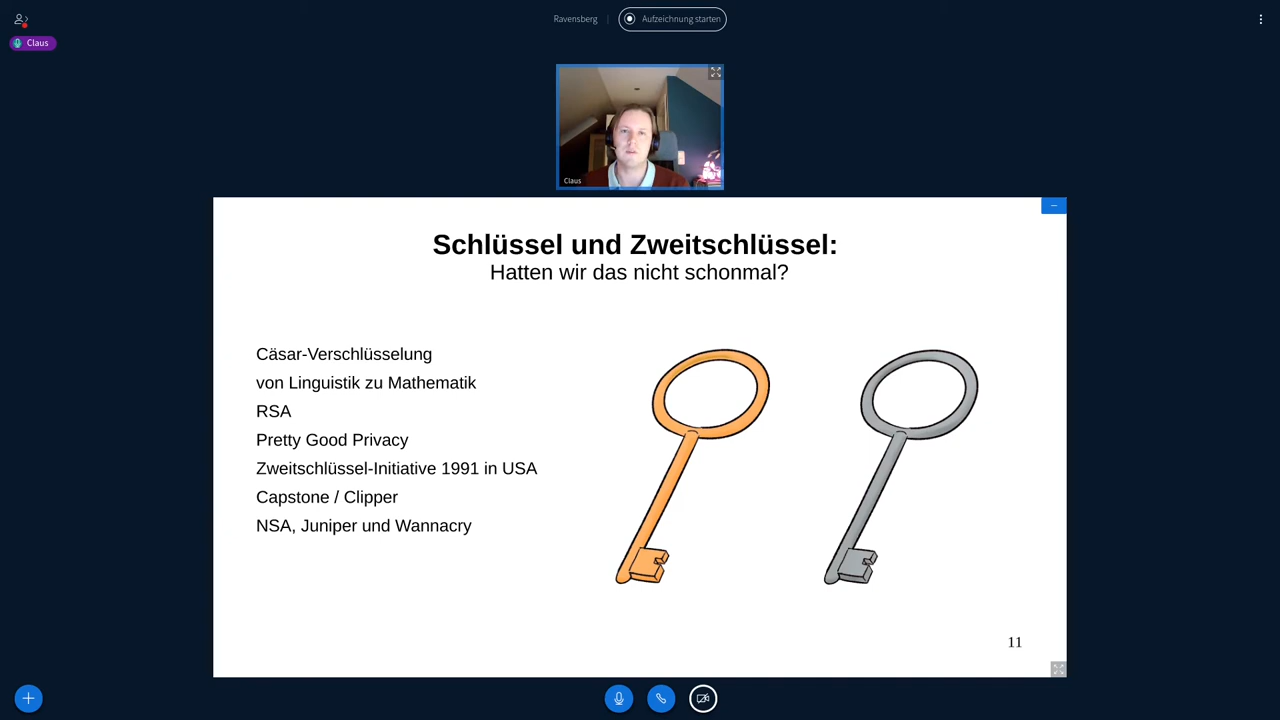 Ravensberg
Aufzeichnung starten
Claus
Claus
Schlüssel und Zweitschlüssel:
Hatten wir das nicht schonmal?
Cäsar-Verschlüsselung
von Linguistik zu Mathematik
RSA
Pretty Good Privacy
Zweitschlüssel-Initiative 1991 in USA
Capstone / Clipper
NSA, Juniper und Wannacry
11